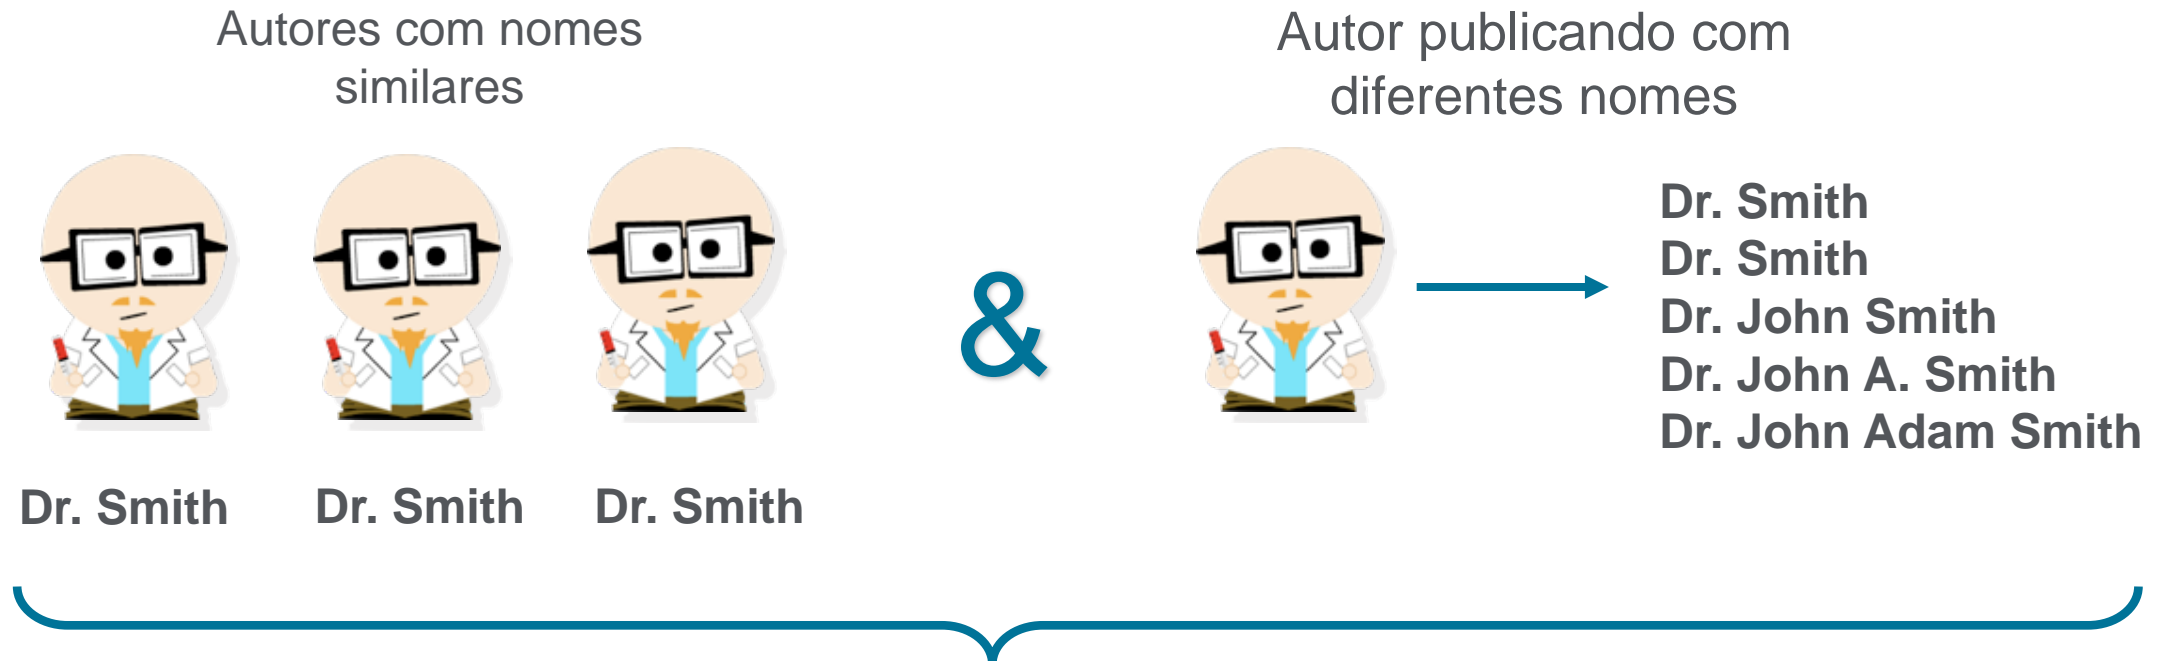 Autores com nomes
similares
Dr. Smith
Dr. Smith
Dr. Smith
&
Autor publicando com
diferentes nomes
Dr. Smith
Dr. Smith
Dr. John Smith
Dr. John A. Smith
Dr. John Adam Smith